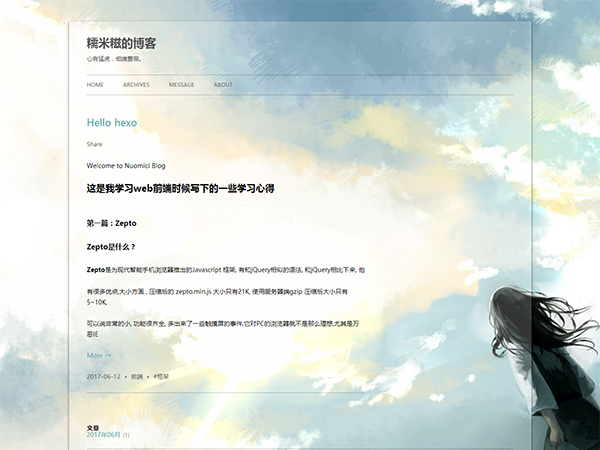 糯米糍的博客
心有猛虎，细嗅蔷薇。
HOME ARCHIVES MESSAGE ABOUT
Hello hexo
Share
Welcome to Nuomici Blog
这是我学习web前端时候写下的一些学习心得
第一篇：Zepto
Zepto是什么？
Zepto是为现代智能手机浏览器推出的Javascript 框架, 有和jQuery相似的语法, 和jQuery相比下来, 他
有很多优点,大小方面 , 压缩版的 zepto.min.js 大小只有21K, 使用服务器端gzip 压缩版大小只有
5~10K,
可以说非常的小, 功能很齐全, 多出来了一些触摸屏的事件,它对PC的浏览器就不是那么理想,尤其是万
恶IE
More →
2017-06-12 • 前端 • #框架
文章
2017年06月 (1)